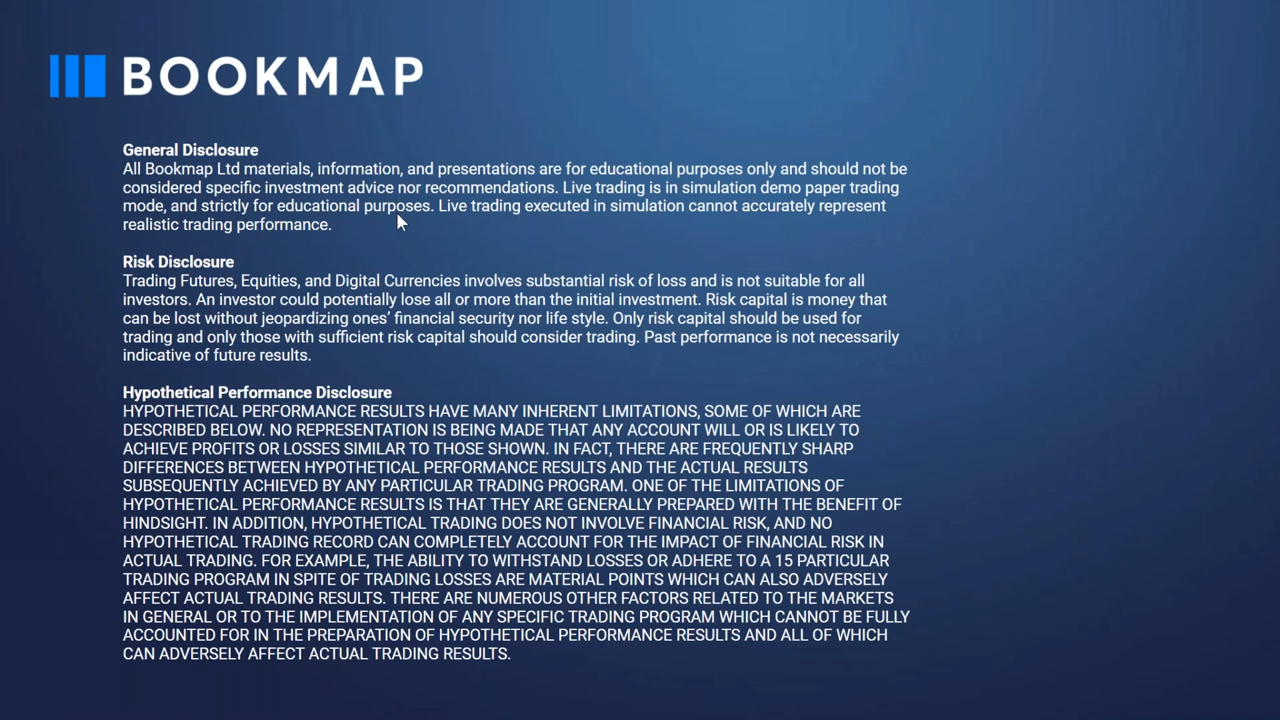 BOOKMAP
General Disclosure
All Bookmap Ltd materials, information, and presentations are for educational purposes only and should not be
considered specific investment advice nor recommendations. Live trading is in simulation demo paper trading
mode, and strictly for educational purposes. Live trading executed in simulation cannot accurately represent
realistic trading performance.
Risk Disclosure
Trading Futures, Equities, and Digital Currencies involves substantial risk of loss and is not suitable for all
investors. An investor could potentially lose all or more than the initial investment. Risk capital is money that
can be lost without jeopardizing ones’ financial security nor life style. Only risk capital should be used for
trading and only those with sufficient risk capital should consider trading. Past performance is not necessarily
indicative of future results.
Hypothetical Performance Disclosure
HYPOTHETICAL PERFORMANCE RESULTS HAVE MANY INHERENT LIMITATIONS, SOME OF WHICH ARE
DESCRIBED BELOW. NO REPRESENTATION IS BEING MADE THAT ANY ACCOUNT WILL OR IS LIKELY TO
ACHIEVE PROFITS OR LOSSES SIMILAR TO THOSE SHOWN. IN FACT, THERE ARE FREQUENTLY SHARP
DIFFERENCES BETWEEN HYPOTHETICAL PERFORMANCE RESULTS AND THE ACTUAL RESULTS
SUBSEQUENTLY ACHIEVED BY ANY PARTICULAR TRADING PROGRAM. ONE OF THE LIMITATIONS OF
HYPOTHETICAL PERFORMANCE RESULTS IS THAT THEY ARE GENERALLY PREPARED WITH THE BENEFIT OF
HINDSIGHT. IN ADDITION, HYPOTHETICAL TRADING DOES NOT INVOLVE FINANCIAL RISK, AND NO
HYPOTHETICAL TRADING RECORD CAN COMPLETELY ACCOUNT FOR THE IMPACT OF FINANCIAL RISK IN
ACTUAL TRADING. FOR EXAMPLE, THE ABILITY TO WITHSTAND LOSSES OR ADHERE TO A 15 PARTICULAR
TRADING PROGRAM IN SPITE OF TRADING LOSSES ARE MATERIAL POINTS WHICH CAN ALSO ADVERSELY
AFFECT ACTUAL TRADING RESULTS. THERE ARE NUMEROUS OTHER FACTORS RELATED TO THE MARKETS
IN GENERAL OR TO THE IMPLEMENTATION OF ANY SPECIFIC TRADING PROGRAM WHICH CANNOT BE FULLY
ACCOUNTED FOR IN THE PREPARATION OF HYPOTHETICAL PERFORMANCE RESULTS AND ALL OF WHICH
CAN ADVERSELY AFFECT ACTUAL TRADING RESULTS.